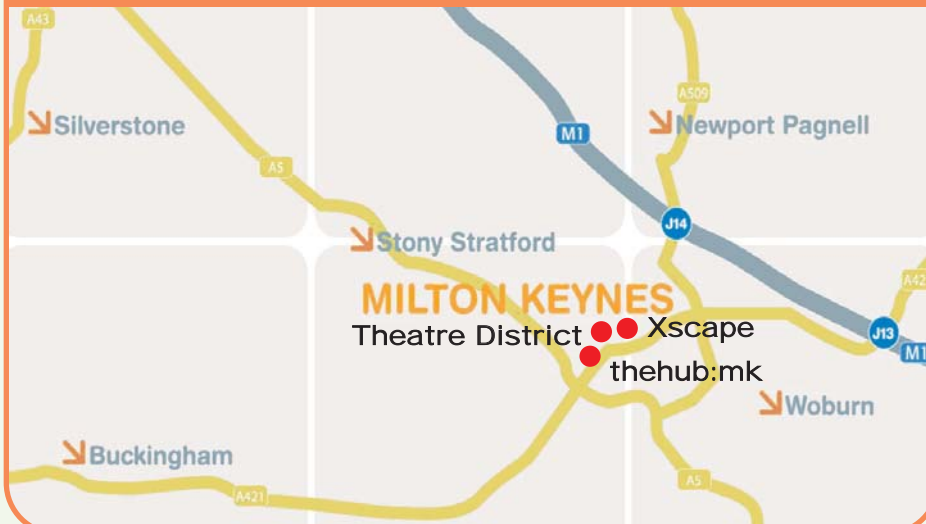 A43
A509
Silverstone
M1
Newport Pagnell
A5
J14
Stony Stratford
A42
MILTON KEYNES
Theatre District
Xscape
J13
M1
thehub:mk
Woburn
Buckingham
A5
A421